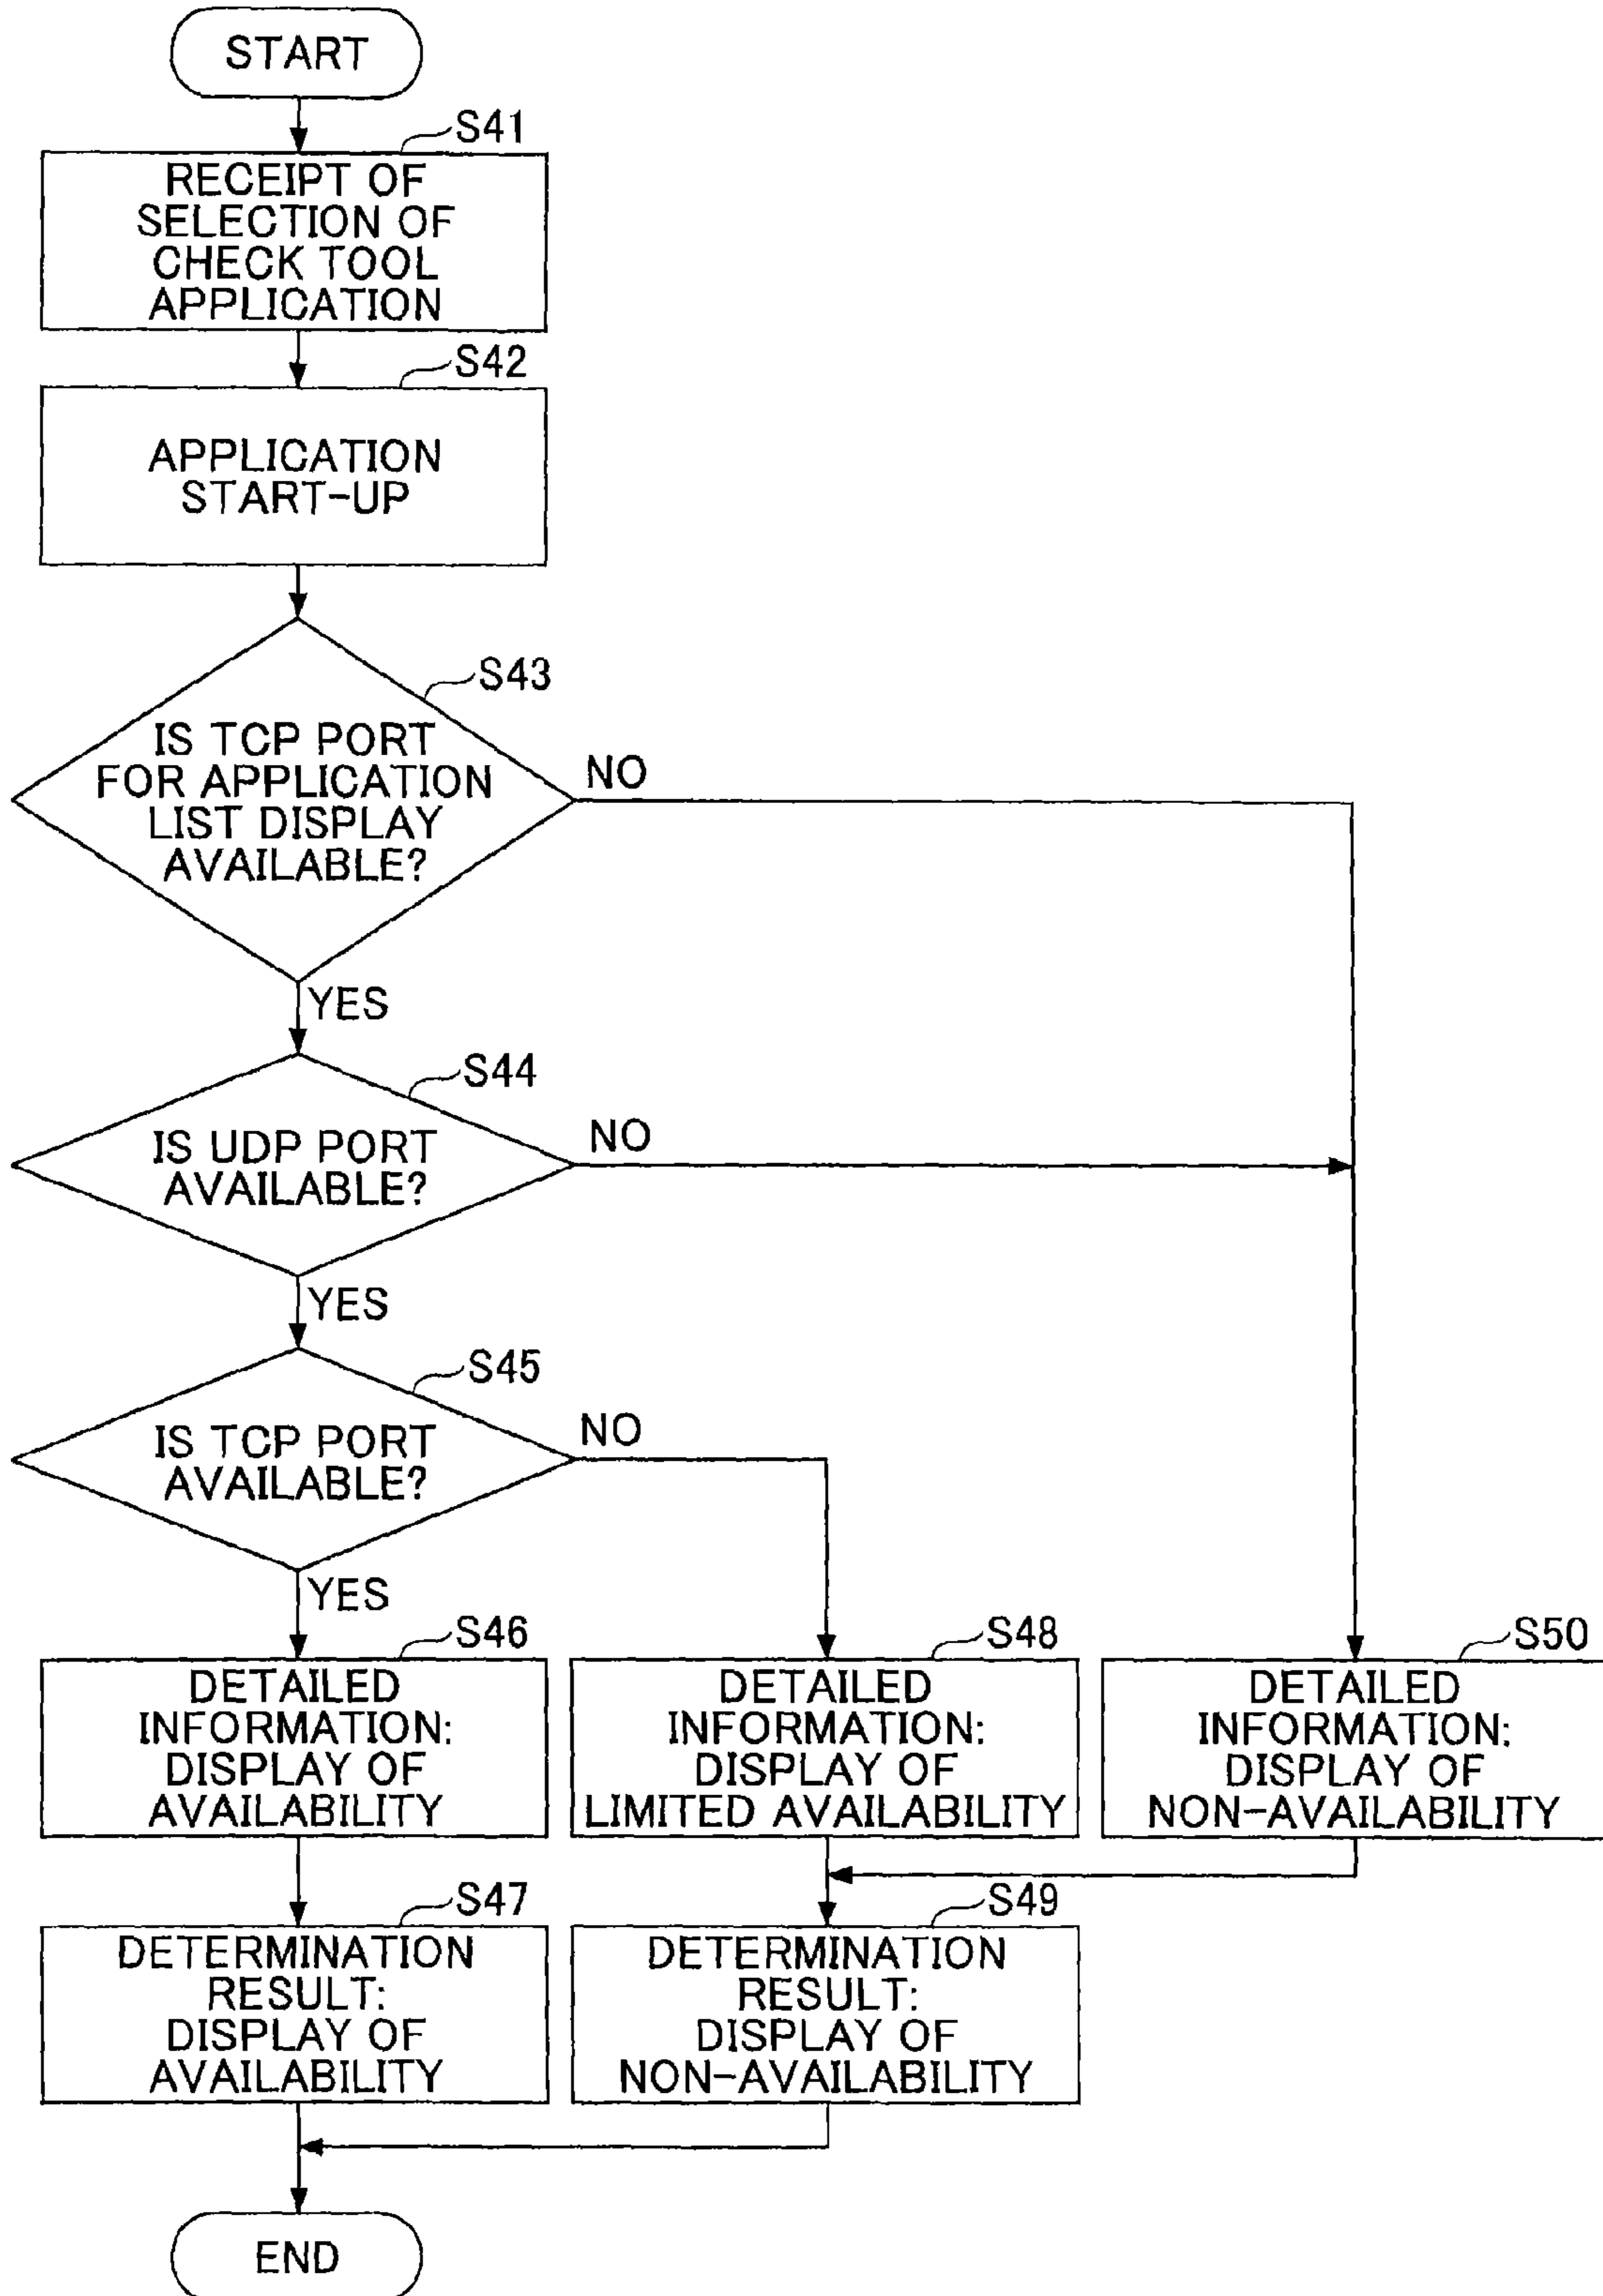 START
S41
RECEIPT OF
SELECTION OF
CHECK TOOL
APPLICATION
S42
APPLICATION
START-UP
S43
IS TCP PORT
FOR APPLICATION
LIST DISPLAY
AVAILABLE?
NO
YES
S44
IS UDP PORT
AVAILABLE?
NO
YES
S45
IS TCP PORT
AVAILABLE?
NO
YES
S46
DETAILED
INFORMATION:
DISPLAY OF
AVAILABILITY
S48
DETAILED
INFORMATION:
DISPLAY OF
LIMITED AVAILABILITY
S50
DETAILED
INFORMATION:
DISPLAY OF
NON-AVAILABILITY
S47
DETERMINATION
RESULT:
DISPLAY OF
AVAILABILITY
S49
DETERMINATION
RESULT:
DISPLAY OF
NON-AVAILABILITY
END